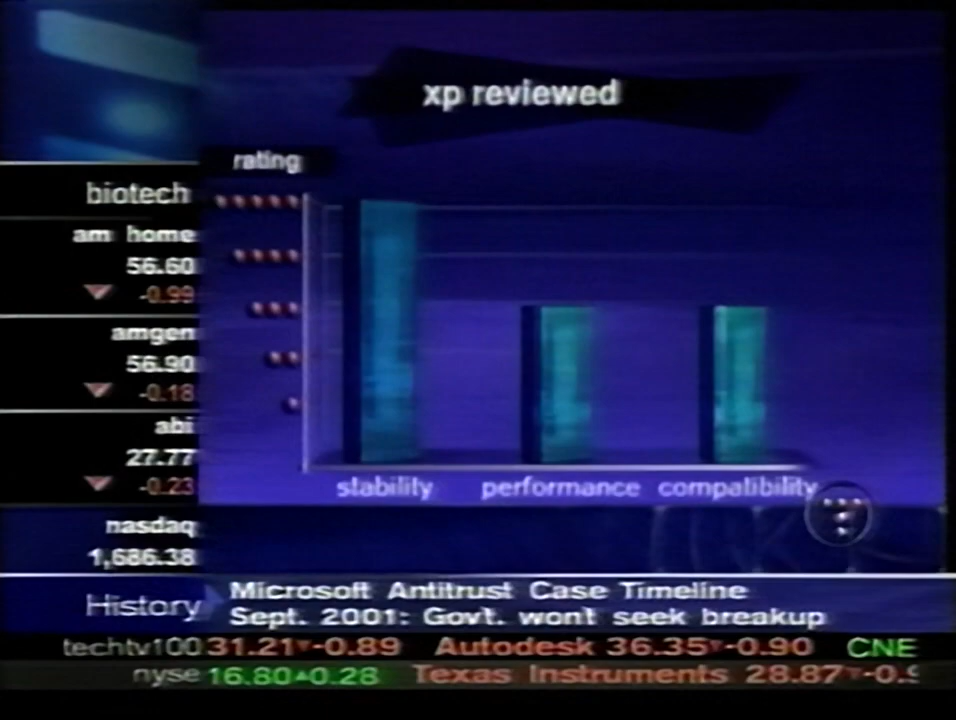 xp reviewed
rating
stability performance compatibility
biotech
am home
56.60
-0.99
amgen
56.90
-0.18
abi
27.77
-0.23
nasdaq
1,686.38
History
Microsoft Antitrust Case Timeline
Sept. 2001: Govt. won't seek breakup
techtv100 31.21 -0.89 Autodesk 36.35 -0.90 CNE
nyse 16.80 0.28 Texas Instruments 28.87 -0.9